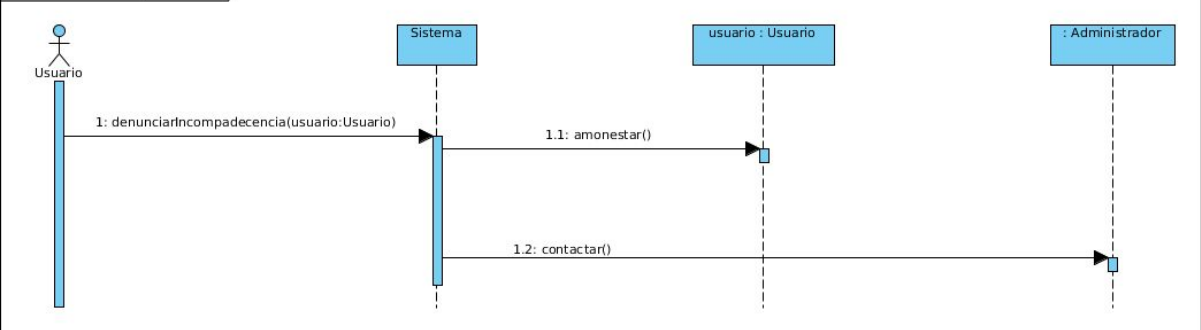 Sistema
usuario : Usuario
: Administrador
Usuario
1: denunciarIncompadecencia(usuario:Usuario)
1.1: amonestar()
1.2: contactar()